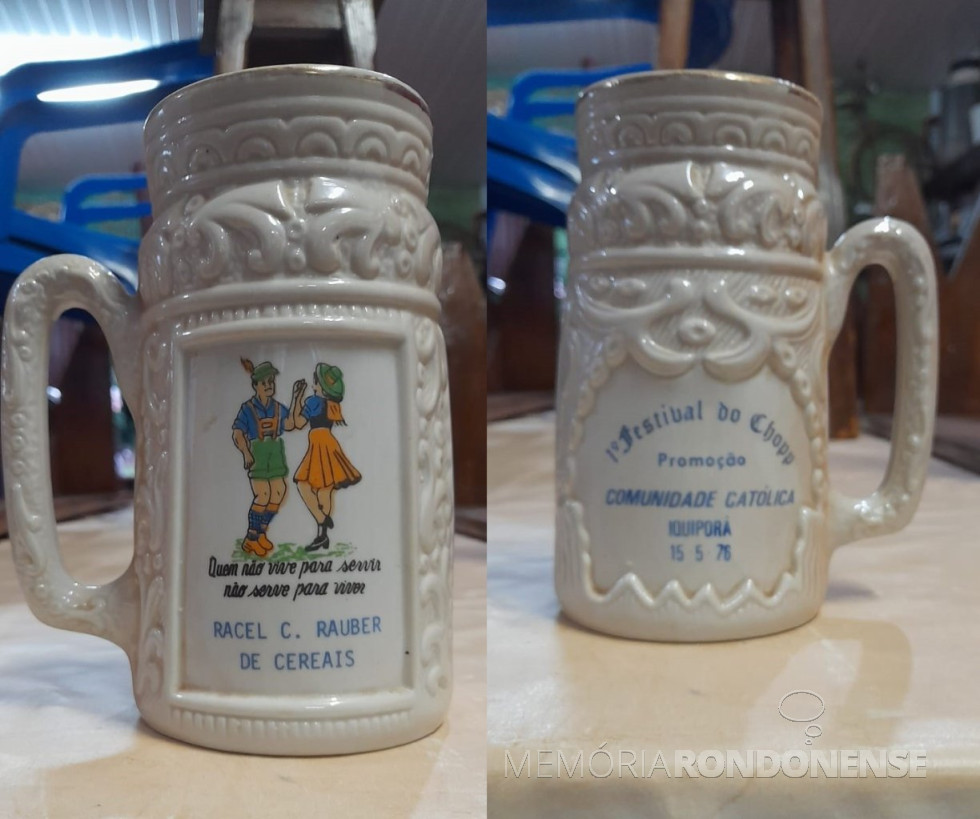 Quem não vive para servir
não serve para viver
RACEL C. RAUBER
DE CEREAIS
1º Festival do Chopp
Promoção
COMUNIDADE CATÓLICA
IQUIPORÃ
15 5 76
MEMÓRIARONDONENSE